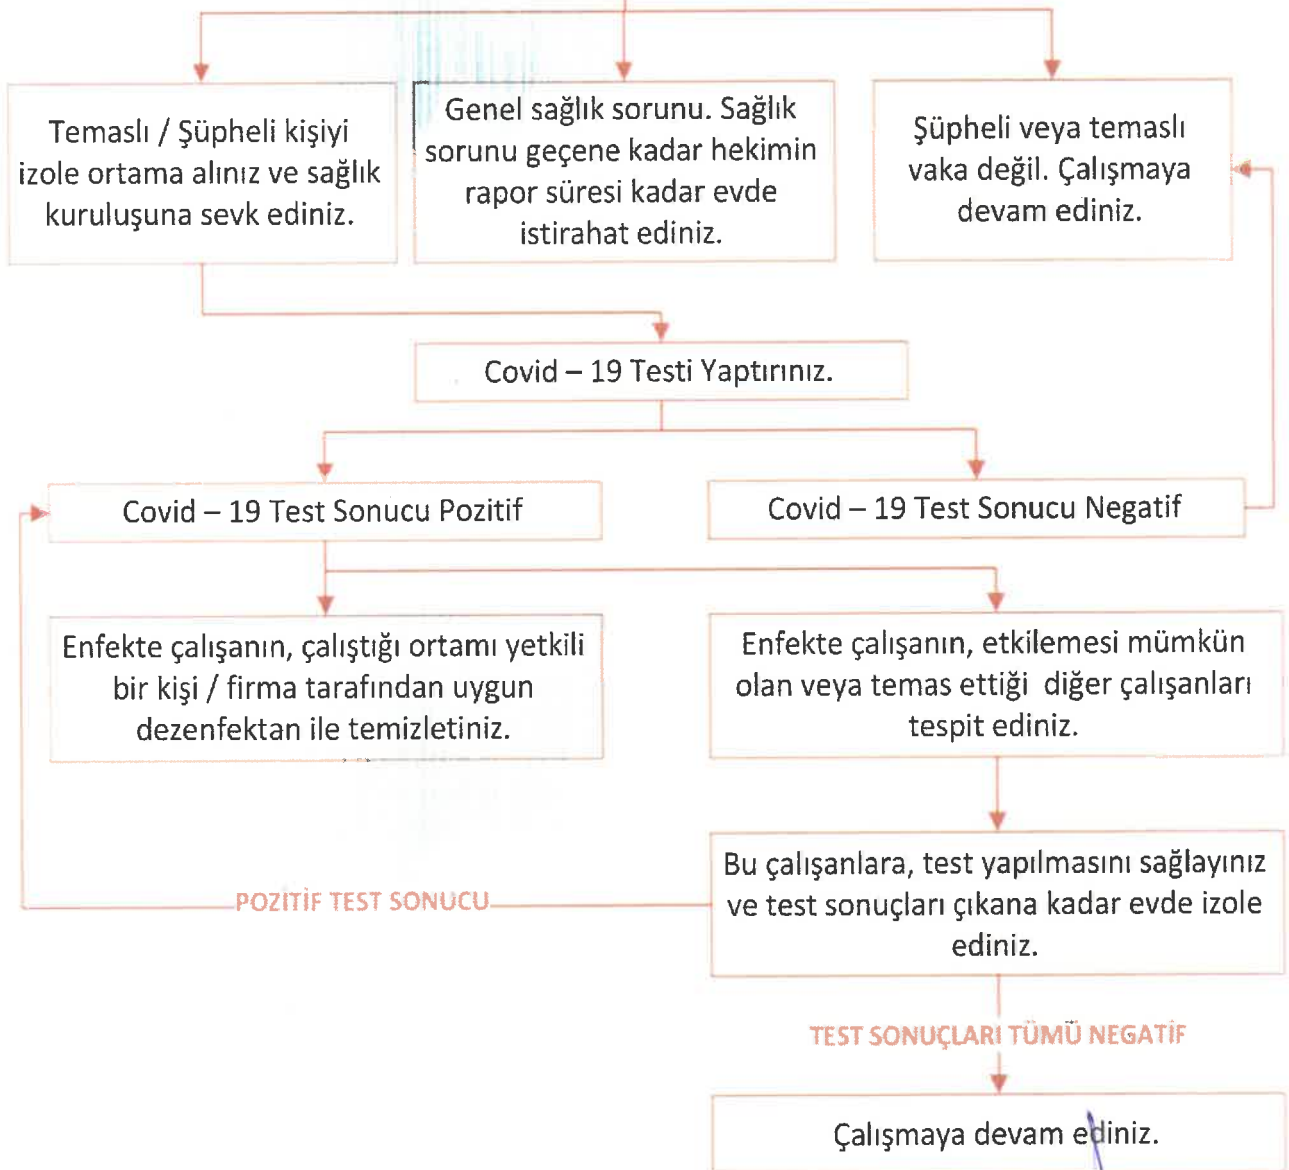 Temaslı / Şüpheli kişiyi
izole ortama alınız ve sağlık
kuruluşuna sevk ediniz.
Genel sağlık sorunu. Sağlık
sorunu geçene kadar hekimin
rapor süresi kadar evde
istirahat ediniz.
Şüpheli veya temaslı
vaka değil. Çalışmaya
devam ediniz.
Covid – 19 Testi Yaptırınız.
Covid – 19 Test Sonucu Pozitif
Covid – 19 Test Sonucu Negatif
Enfekte çalışanın, çalıştığı ortamı yetkili
bir kişi / firma tarafından uygun
dezenfektan ile temizletiniz.
Enfekte çalışanın, etkilemesi mümkün
olan veya temas ettiği diğer çalışanları
tespit ediniz.
Bu çalışanlara, test yapılmasını sağlayınız
ve test sonuçları çıkana kadar evde izole
ediniz.
POZİTİF TEST SONUCU
TEST SONUÇLARI TÜMÜ NEGATİF
Çalışmaya devam ediniz.